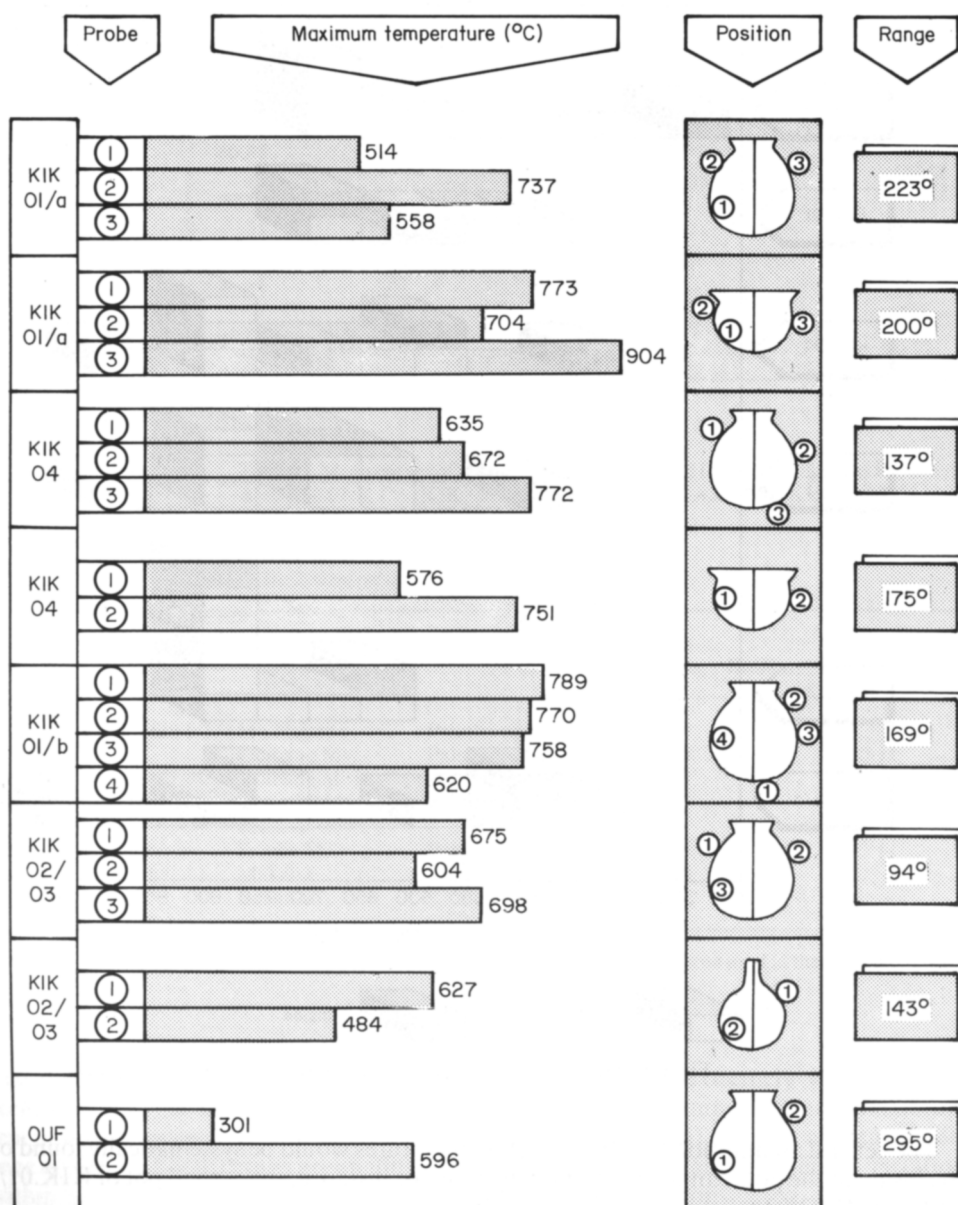 Probe Maximum temperature (°C) Position Range
KIK 01/a
① 514
② 737
③ 558
② ③ ①
223°
KIK 01/a
① 773
② 704
③ 904
② ① ③
200°
KIK 04
① 635
② 672
③ 772
① ② ③
137°
KIK 04
① 576
② 751
① ②
175°
KIK 01/b
① 789
② 770
③ 758
④ 620
② ④ ③ ①
169°
KIK 02/03
① 675
② 604
③ 698
① ② ③
94°
KIK 02/03
① 627
② 484
① ②
143°
OUF 01
① 301
② 596
② ①
295°